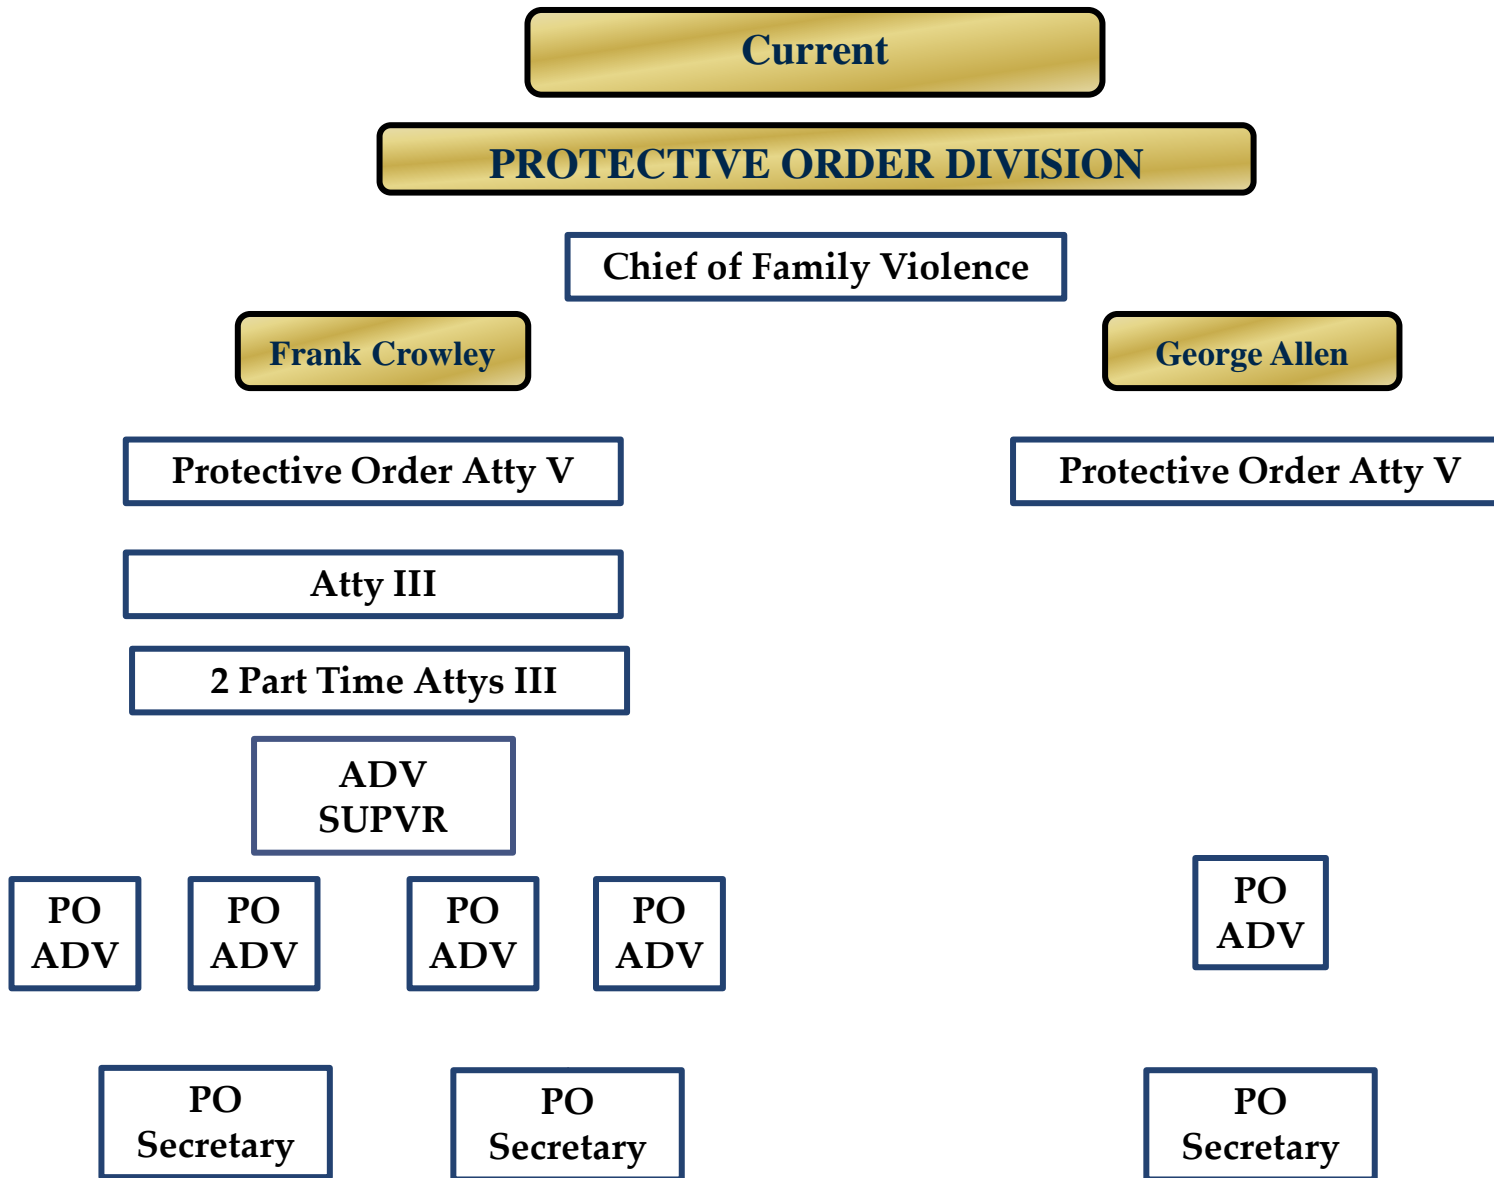 Current
PROTECTIVE ORDER DIVISION
Chief of Family Violence
Frank Crowley
George Allen
Protective Order Atty V
Protective Order Atty V
Atty III
2 Part Time Attys III
ADV
SUPVR
PO
ADV
PO
ADV
PO
ADV
PO
ADV
PO
ADV
PO
Secretary
PO
Secretary
PO
Secretary